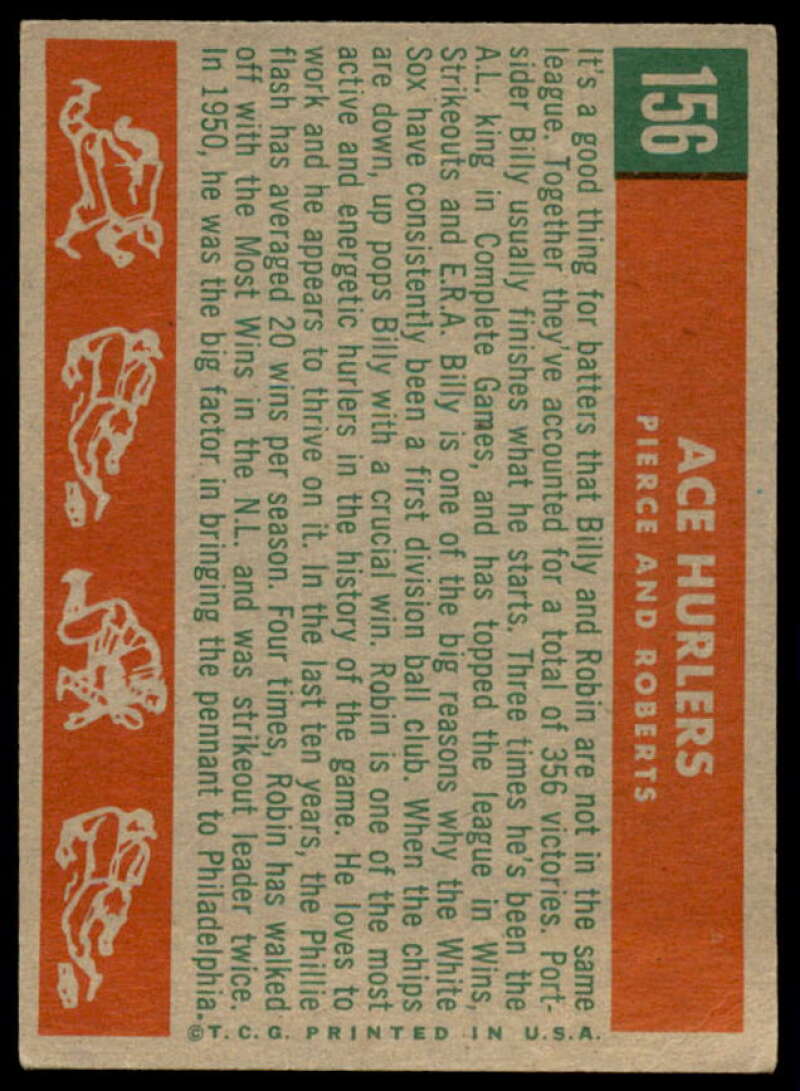 156
ACE HURLERS
PIERCE AND ROBERTS
It's a good thing for batters that Billy and Robin are not in the same
league. Together they've accounted for a total of 356 victories. Port-
sider Billy usually finishes what he starts. Three times he's been the
A.L. king in Complete Games, and has topped the league in Wins,
Strikeouts and E.R.A. Billy is one of the big reasons why the White
Sox have consistently been a first division ball club. When the chips
are down, up pops Billy with a crucial win. Robin is one of the most
active and energetic hurlers in the history of the game. He loves to
work and he appears to thrive on it. In the last ten years, the Phillie
flash has averaged 20 wins per season. Four times, Robin has walked
off with the Most Wins in the N.L. and was strikeout leader twice.
In 1950, he was the big factor in bringing the pennant to Philadelphia.
©T.C.G. PRINTED IN U.S.A.